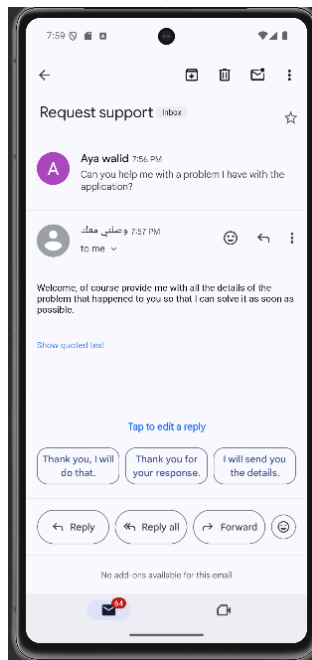 7:59
Request support Inbox
A
Aya walid 7:56 PM
Can you help me with a problem I have with the
application?
وصلني معك 7:57 PM
to me
Welcome, of course provide me with all the details of the
problem that happened to you so that I can solve it as soon as
possible.
Show quoted text
Tap to edit a reply
Thank you, I will
do that.
Thank you for
your response.
I will send you
the details.
Reply
Reply all
Forward
No add-ons available for this email
64